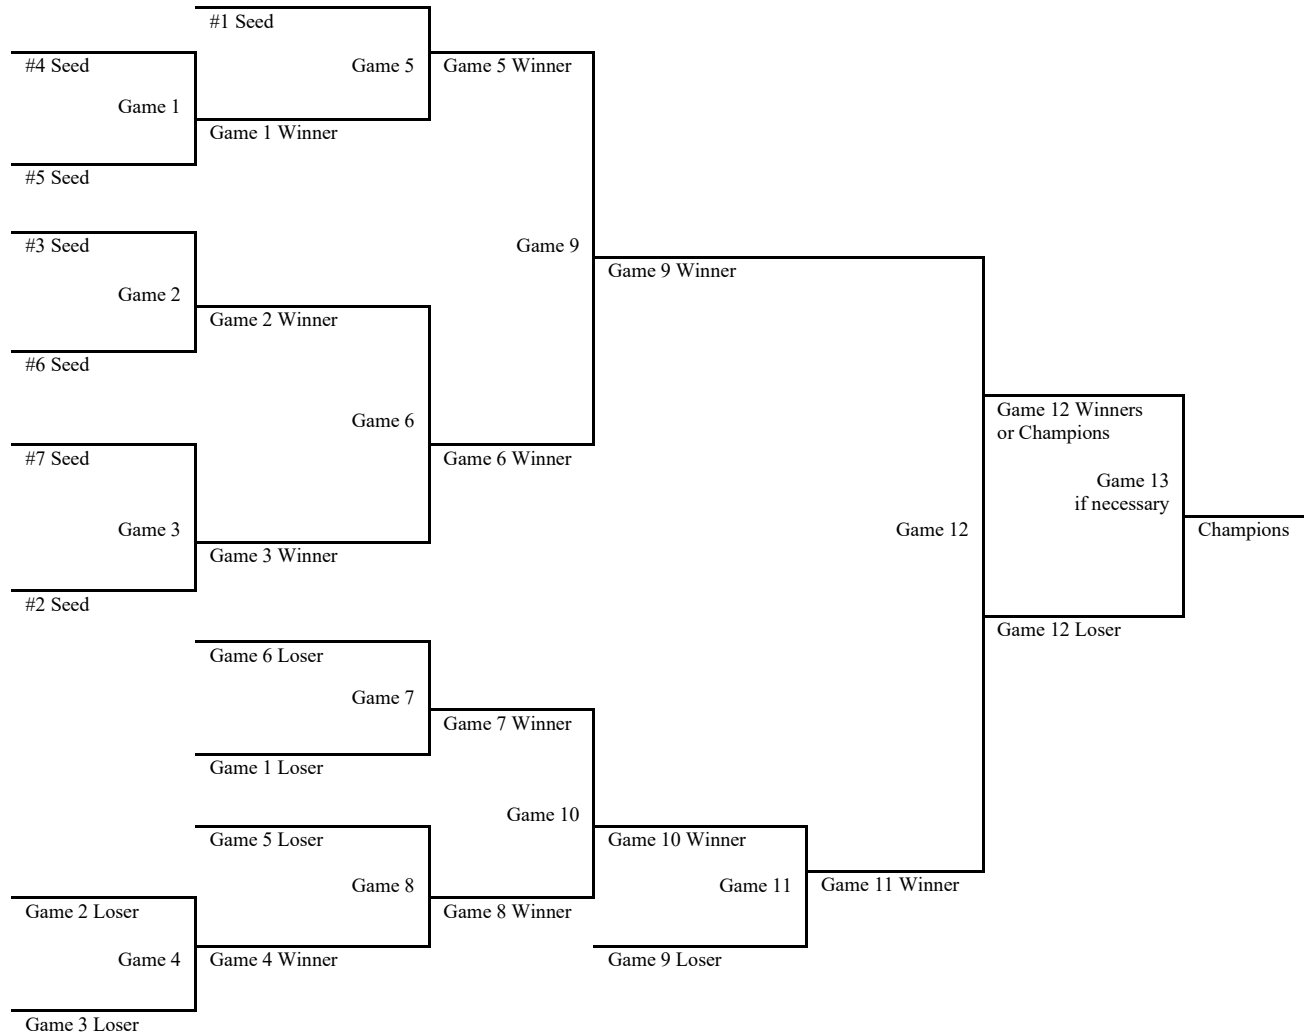 #1 Seed
#4 Seed
Game 5
Game 5 Winner
Game 1
Game 1 Winner
#5 Seed
#3 Seed
Game 9
Game 9 Winner
Game 2
Game 2 Winner
#6 Seed
Game 12 Winners
or Champions
Game 6
#7 Seed
Game 6 Winner
Game 13
if necessary
Game 3
Game 12
Champions
Game 3 Winner
#2 Seed
Game 12 Loser
Game 6 Loser
Game 7
Game 7 Winner
Game 1 Loser
Game 10
Game 5 Loser
Game 10 Winner
Game 8
Game 11
Game 11 Winner
Game 2 Loser
Game 8 Winner
Game 4
Game 4 Winner
Game 9 Loser
Game 3 Loser